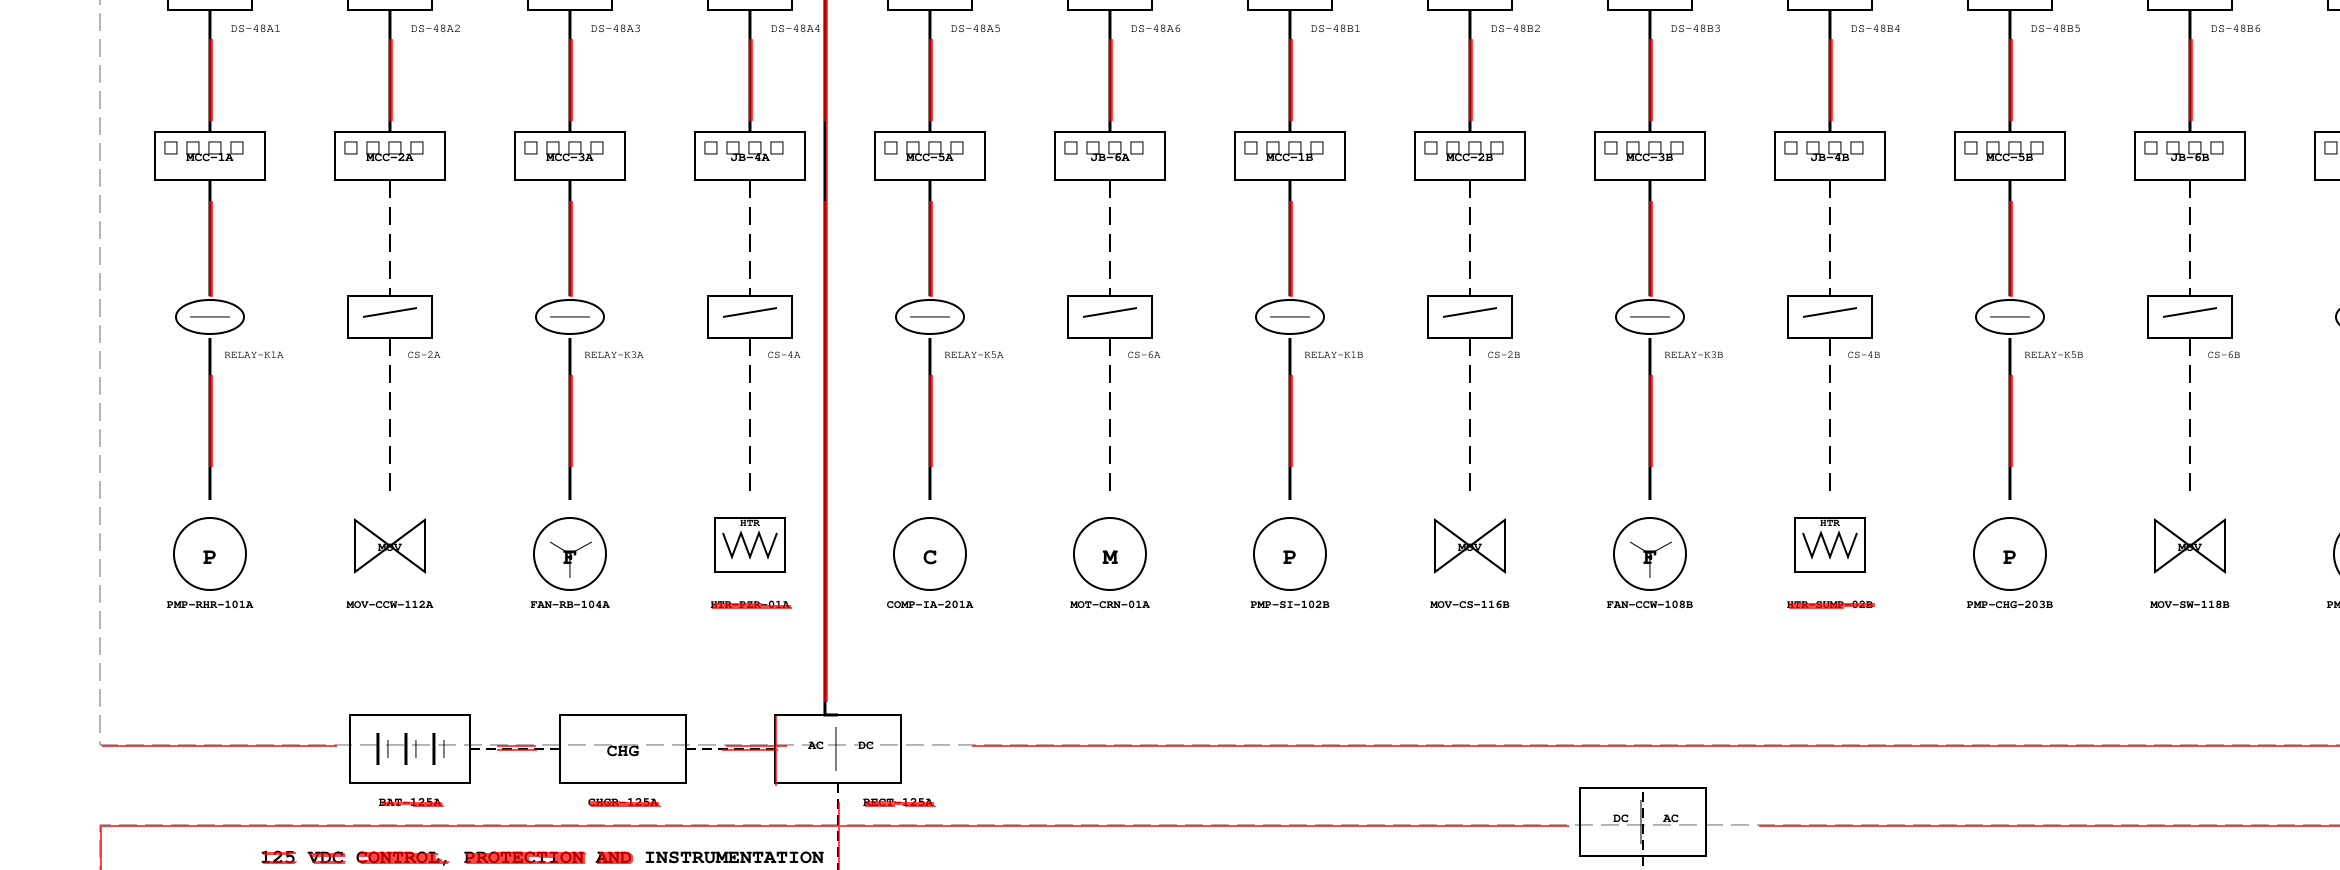 DS-48A1 DS-48A2 DS-48A3 DS-48A4 DS-48A5 DS-48A6 DS-48B1 DS-48B2 DS-48B3 DS-48B4 DS-48B5 DS-48B6
MCC-1A MCC-2A MCC-3A JB-4A MCC-5A JB-6A MCC-1B MCC-2B MCC-3B JB-4B MCC-5B JB-6B
RELAY-K1A CS-2A RELAY-K3A CS-4A RELAY-K5A CS-6A RELAY-K1B CS-2B RELAY-K3B CS-4B RELAY-K5B CS-6B
HTR HTR
P MOV F C M P MOV F P MOV
PMP-RHR-101A MOV-CCW-112A FAN-RB-104A HTR-PZR-01A COMP-IA-201A MOT-CRN-01A PMP-SI-102B MOV-CS-116B FAN-CCW-108B HTR-SUMP-02B PMP-CHG-203B MOV-SW-118B PM
CHG AC DC
BAT-125A CHGR-125A RECT-125A
DC AC
125 VDC CONTROL, PROTECTION AND INSTRUMENTATION